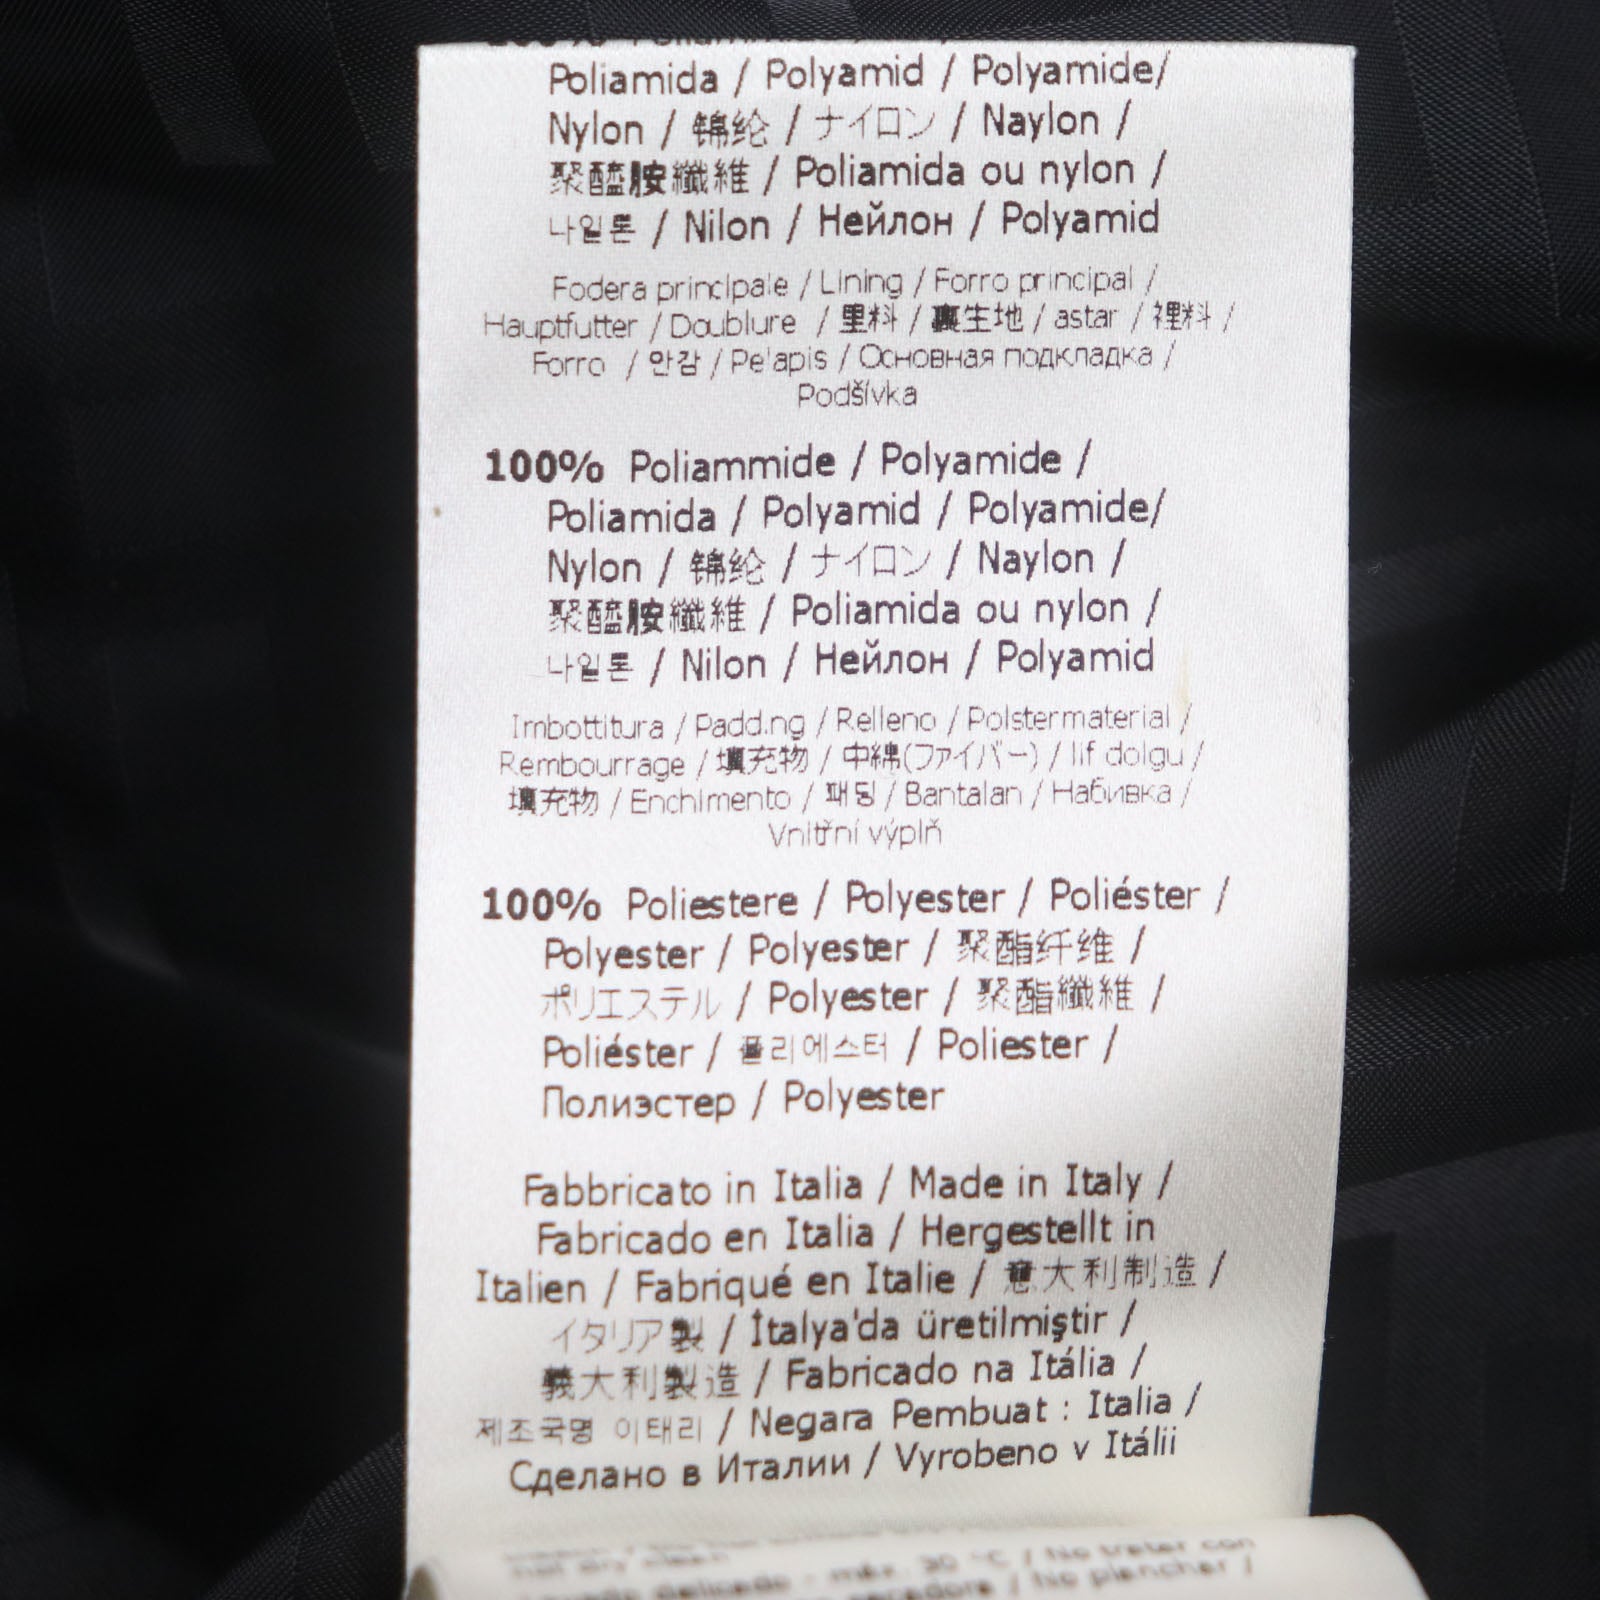 Poliamida / Polyamid / Polyamide/
Nylon / 锦纶 / ナイロン / Naylon /
聚醯胺纖維 / Poliamida ou nylon /
나일론 / Nilon / Нейлон / Polyamid
Fodera principale / Lining / Forro principal /
Hauptfutter / Doublure / 里料 / 裏生地 / astar / 裡料 /
Forro / 안감 / Pelapis / Основная подкладка /
Podšívka
100% Poliammide / Polyamide /
Poliamida / Polyamid / Polyamide/
Nylon / 锦纶 / ナイロン / Naylon /
聚醯胺纖維 / Poliamida ou nylon /
나일론 / Nilon / Нейлон / Polyamid
Imbottitura / Padding / Relleno / Polstermaterial /
Rembourrage / 填充物 / 中綿(ファイバー) / lif dolgu /
填充物 / Enchimento / 패딩 / Bantalan / Набивка /
Vnitřní výplň
100% Poliestere / Polyester / Poliéster /
Polyester / Polyester / 聚酯纤维 /
ポリエステル / Polyester / 聚酯纖維 /
Poliéster / 폴리에스터 / Poliester /
Полиэстер / Polyester
Fabbricato in Italia / Made in Italy /
Fabricado en Italia / Hergestellt in
Italien / Fabriqué en Italie / 意大利制造 /
イタリア製 / İtalya'da üretilmiştir /
義大利製造 / Fabricado na Itália /
제조국명 이태리 / Negara Pembuat : Italia /
Сделано в Италии / Vyrobeno v Itálii
delicado - máx. 30 °C / No tratar con
/ No planchar /